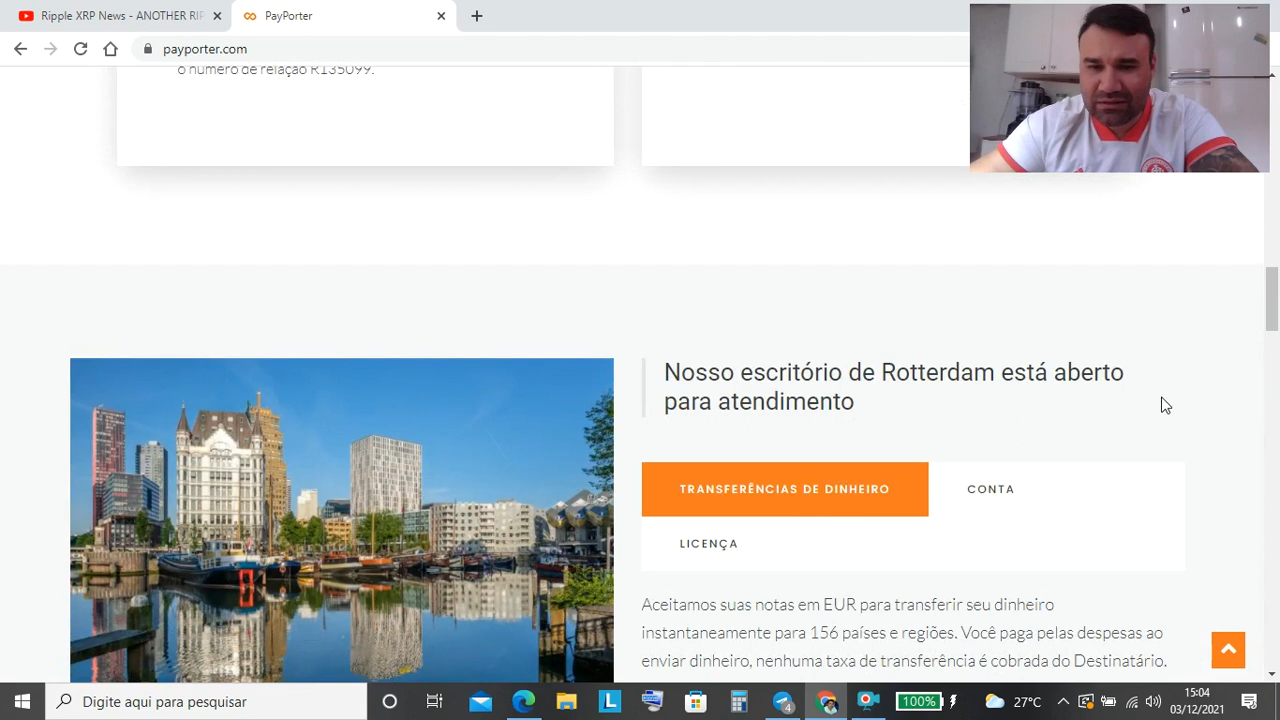 Ripple XRP News - ANOTHER RIP
PayPorter
payporter.com
o número de relação R135099.
Nosso escritório de Rotterdam está aberto
para atendimento
TRANSFERÊNCIAS DE DINHEIRO
CONTA
LICENÇA
Aceitamos suas notas em EUR para transferir seu dinheiro
instantaneamente para 156 países e regiões. Você paga pelas despesas ao
enviar dinheiro, nenhuma taxa de transferência é cobrada do Destinatário.
Digite aqui para pesquisar
L
4
100%
27°C
15:04
03/12/2021